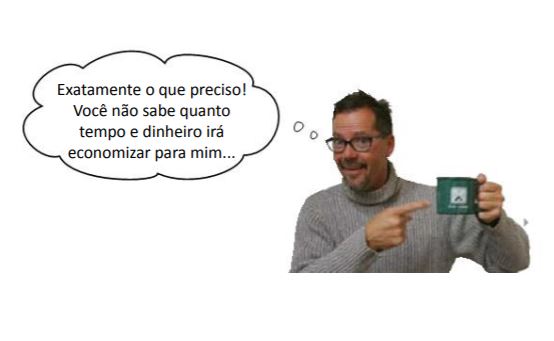 Exatamente o que preciso!
Você não sabe quanto
tempo e dinheiro irá
economizar para mim...